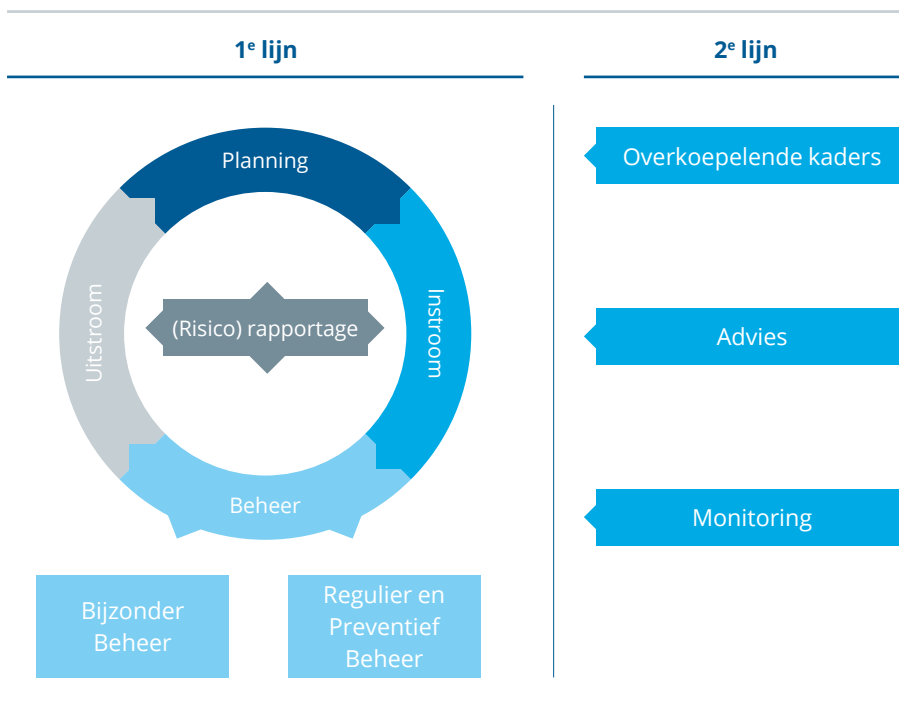 1e lijn
2e lijn
Planning
Instroom
Uitstroom
(Risico) rapportage
Beheer
Bijzonder
Beheer
Regulier en
Preventief
Beheer
Overkoepelende kaders
Advies
Monitoring